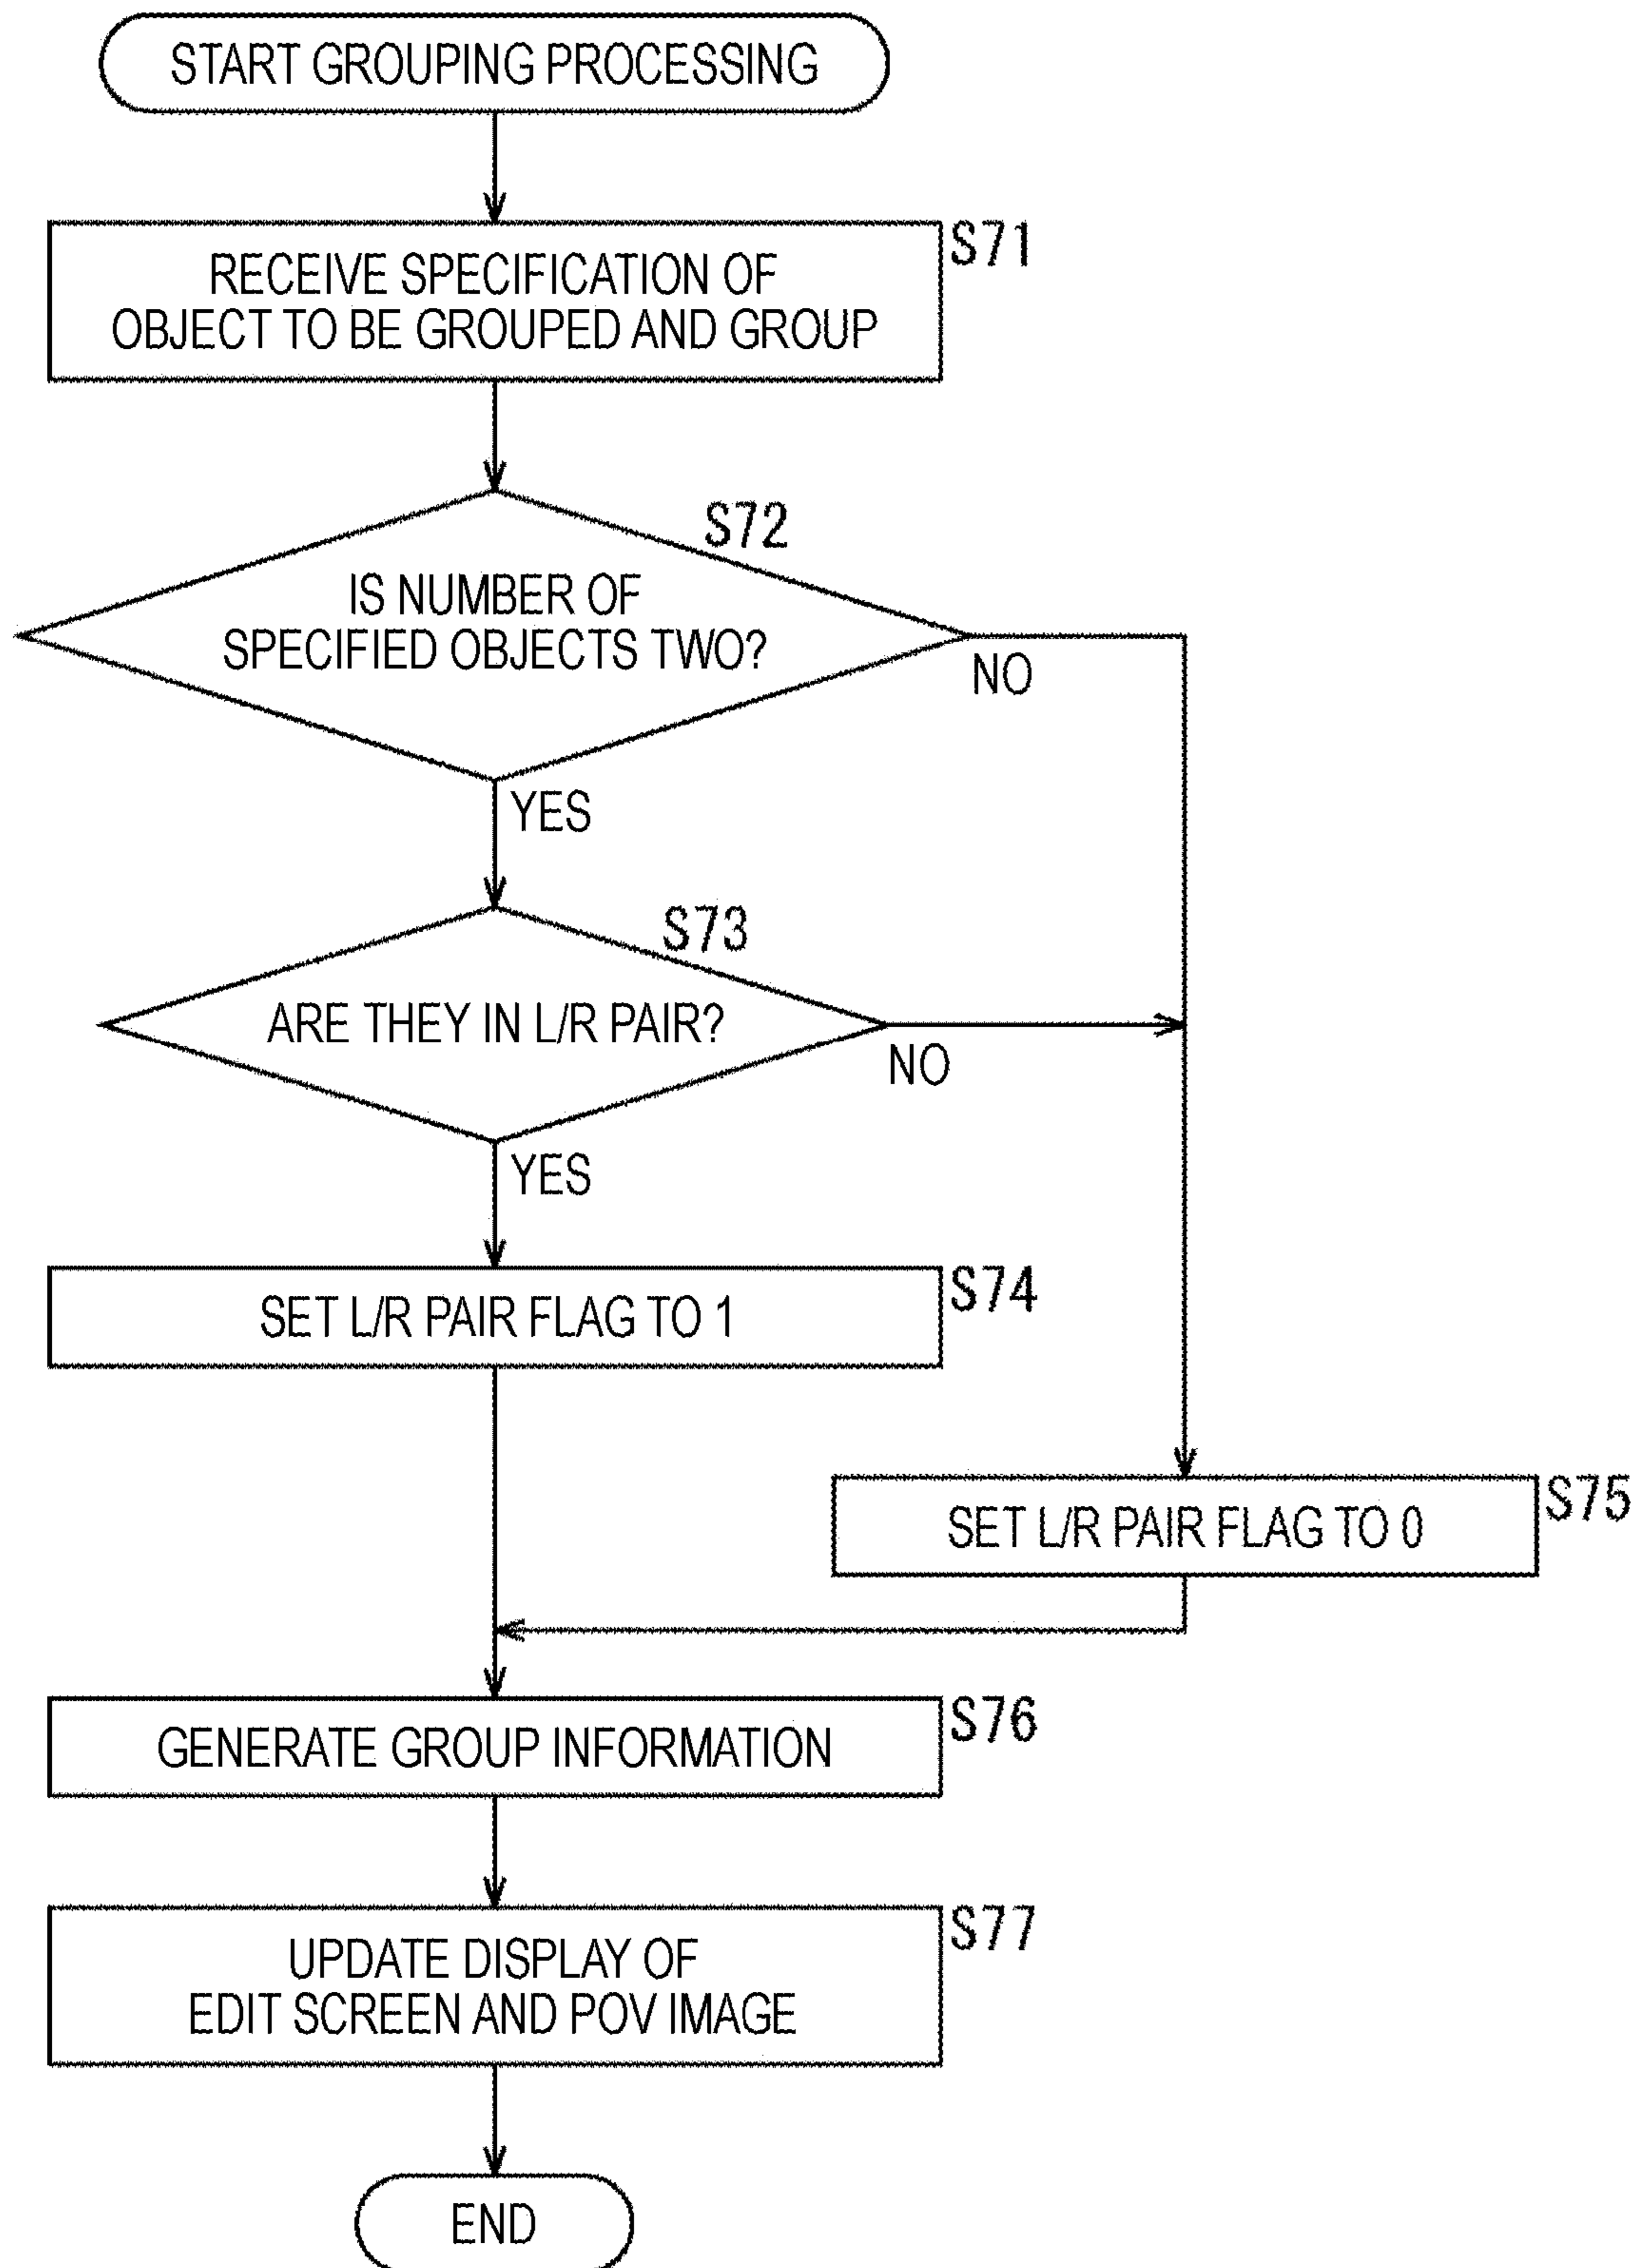 START GROUPING PROCESSING
S71
RECEIVE SPECIFICATION OF
OBJECT TO BE GROUPED AND GROUP
S72
IS NUMBER OF
SPECIFIED OBJECTS TWO?
NO
YES
S73
ARE THEY IN L/R PAIR?
NO
YES
S74
SET L/R PAIR FLAG TO 1
S75
SET L/R PAIR FLAG TO 0
S76
GENERATE GROUP INFORMATION
S77
UPDATE DISPLAY OF
EDIT SCREEN AND POV IMAGE
END